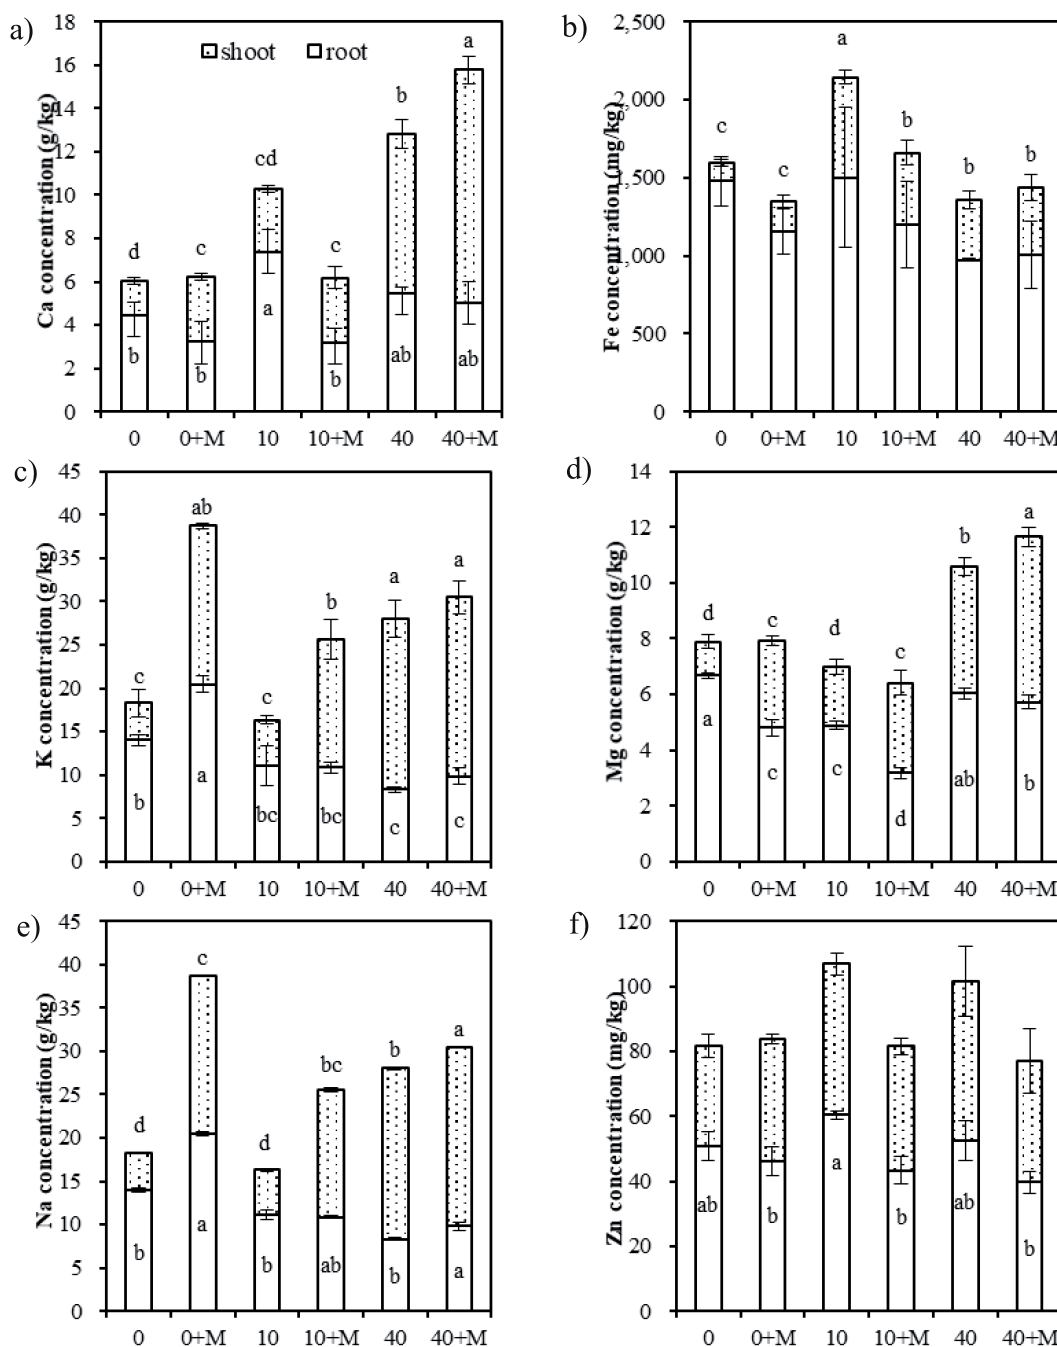 a)
Ca concentration (g/kg)
18
16
14
12
10
8
6
4
2
0
shoot root
d
c
cd
c
b
a
b
b
a
b
ab
ab
0 0+M 10 10+M 40 40+M
b)
Fe concentration (mg/kg)
2,500
2,000
1,500
1,000
500
0
c
c
a
b
b
b
0 0+M 10 10+M 40 40+M
c)
K concentration (g/kg)
45
40
35
30
25
20
15
10
5
0
c
ab
c
b
a
a
b
a
bc
bc
c
c
0 0+M 10 10+M 40 40+M
d)
Mg concentration (g/kg)
14
12
10
8
6
4
2
0
d
c
d
c
b
a
a
c
c
d
ab
b
0 0+M 10 10+M 40 40+M
e)
Na concentration (g/kg)
45
40
35
30
25
20
15
10
5
0
d
c
d
bc
b
a
b
a
b
ab
b
a
0 0+M 10 10+M 40 40+M
f)
Zn concentration (mg/kg)
120
100
80
60
40
20
0
ab
b
a
b
ab
b
0 0+M 10 10+M 40 40+M